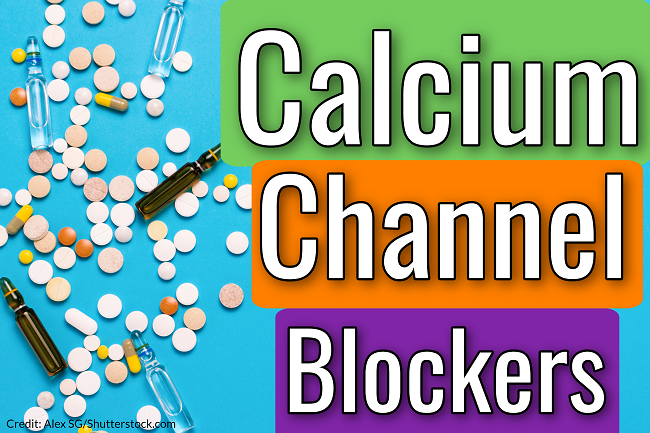 Calcium
Channel
Blockers
Credit: Alex SG/Shutterstock.com